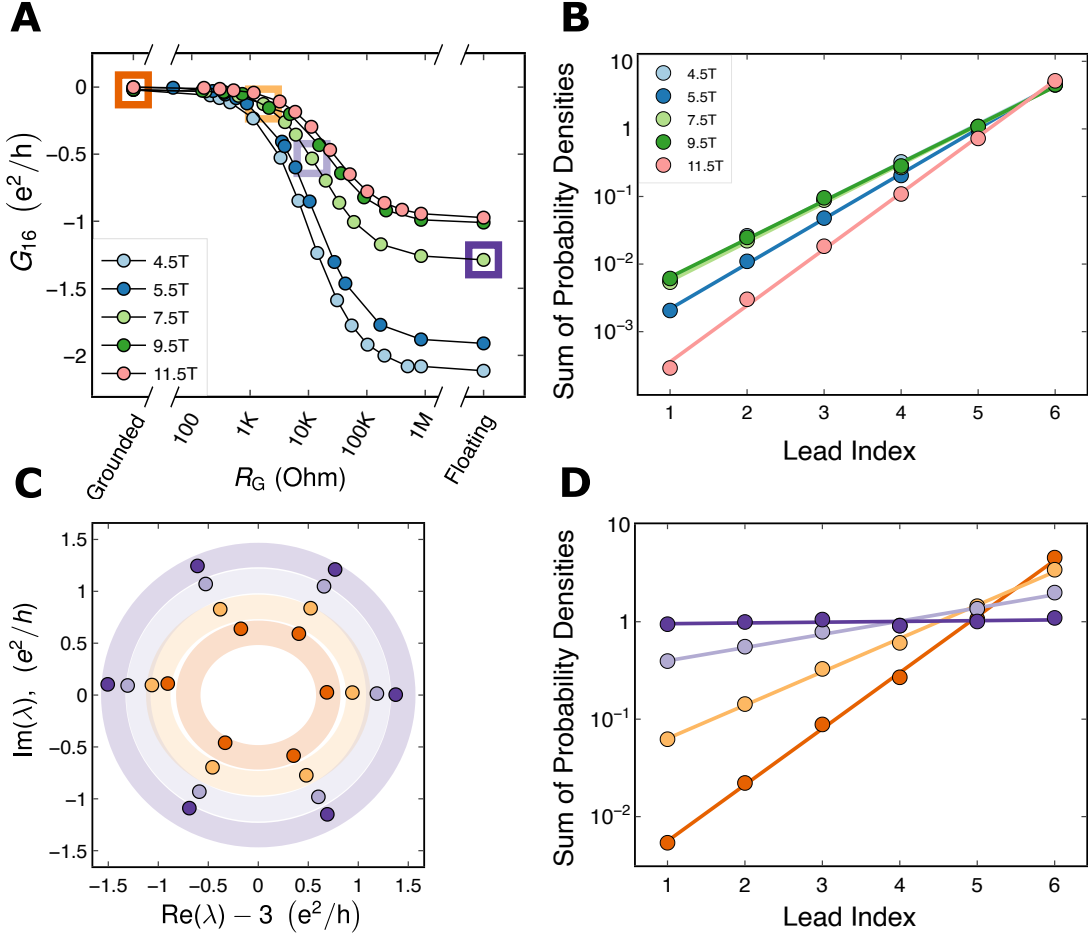 A
0
−0.5
−1
−1.5
−2
G16 (e²/h)
4.5T
5.5T
7.5T
9.5T
11.5T
Grounded
100
1K
10K
100K
1M
Floating
RG (Ohm)
B
10
1
10−1
10−2
10−3
Sum of Probability Densities
4.5T
5.5T
7.5T
9.5T
11.5T
1 2 3 4 5 6
Lead Index
C
1.5
1
0.5
0
−0.5
−1
−1.5
Im(λ), (e²/h)
−1.5 −1 −0.5 0 0.5 1 1.5
Re(λ) − 3 (e²/h)
D
10
1
10−1
10−2
Sum of Probability Densities
1 2 3 4 5 6
Lead Index